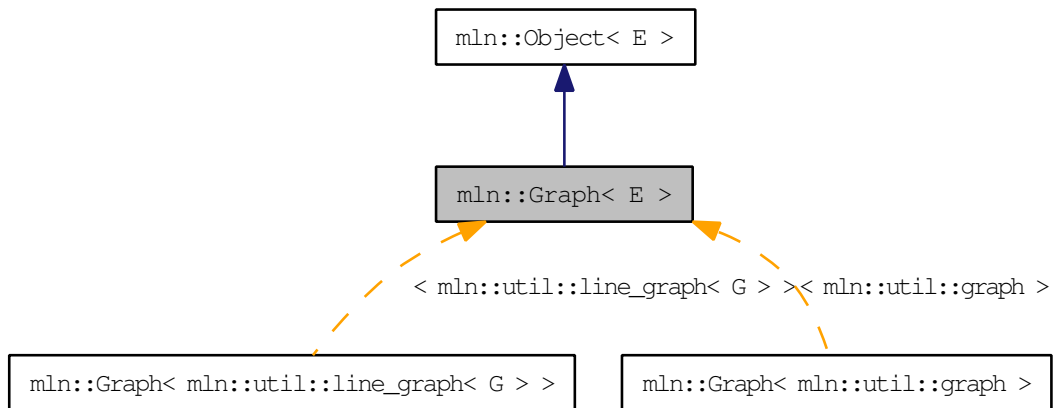 mln::Object< E >
mln::Graph< E >
< mln::util::line_graph< G > >
< mln::util::graph >
mln::Graph< mln::util::line_graph< G > >
mln::Graph< mln::util::graph >